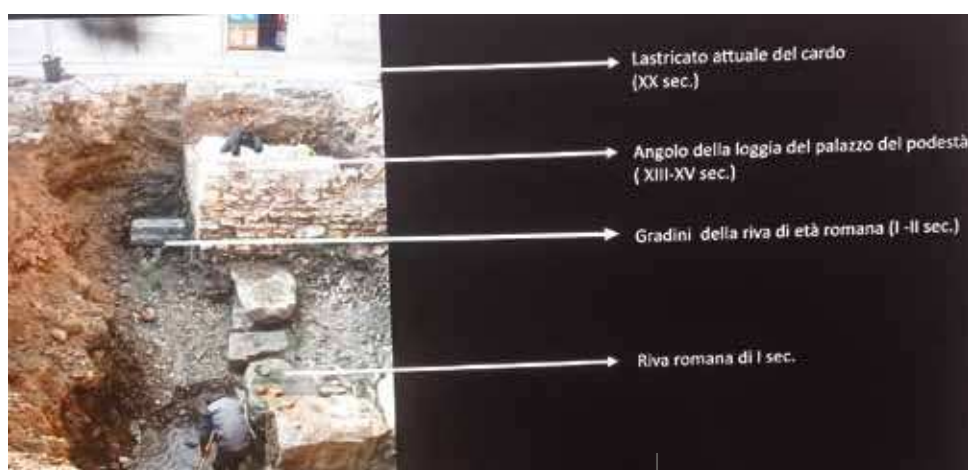 Lastricato attuale del cardo
(XX sec.)
Angolo della loggia del palazzo del podestà
( XIII-XV sec.)
Gradini della riva di età romana (I -II sec.)
Riva romana di I sec.